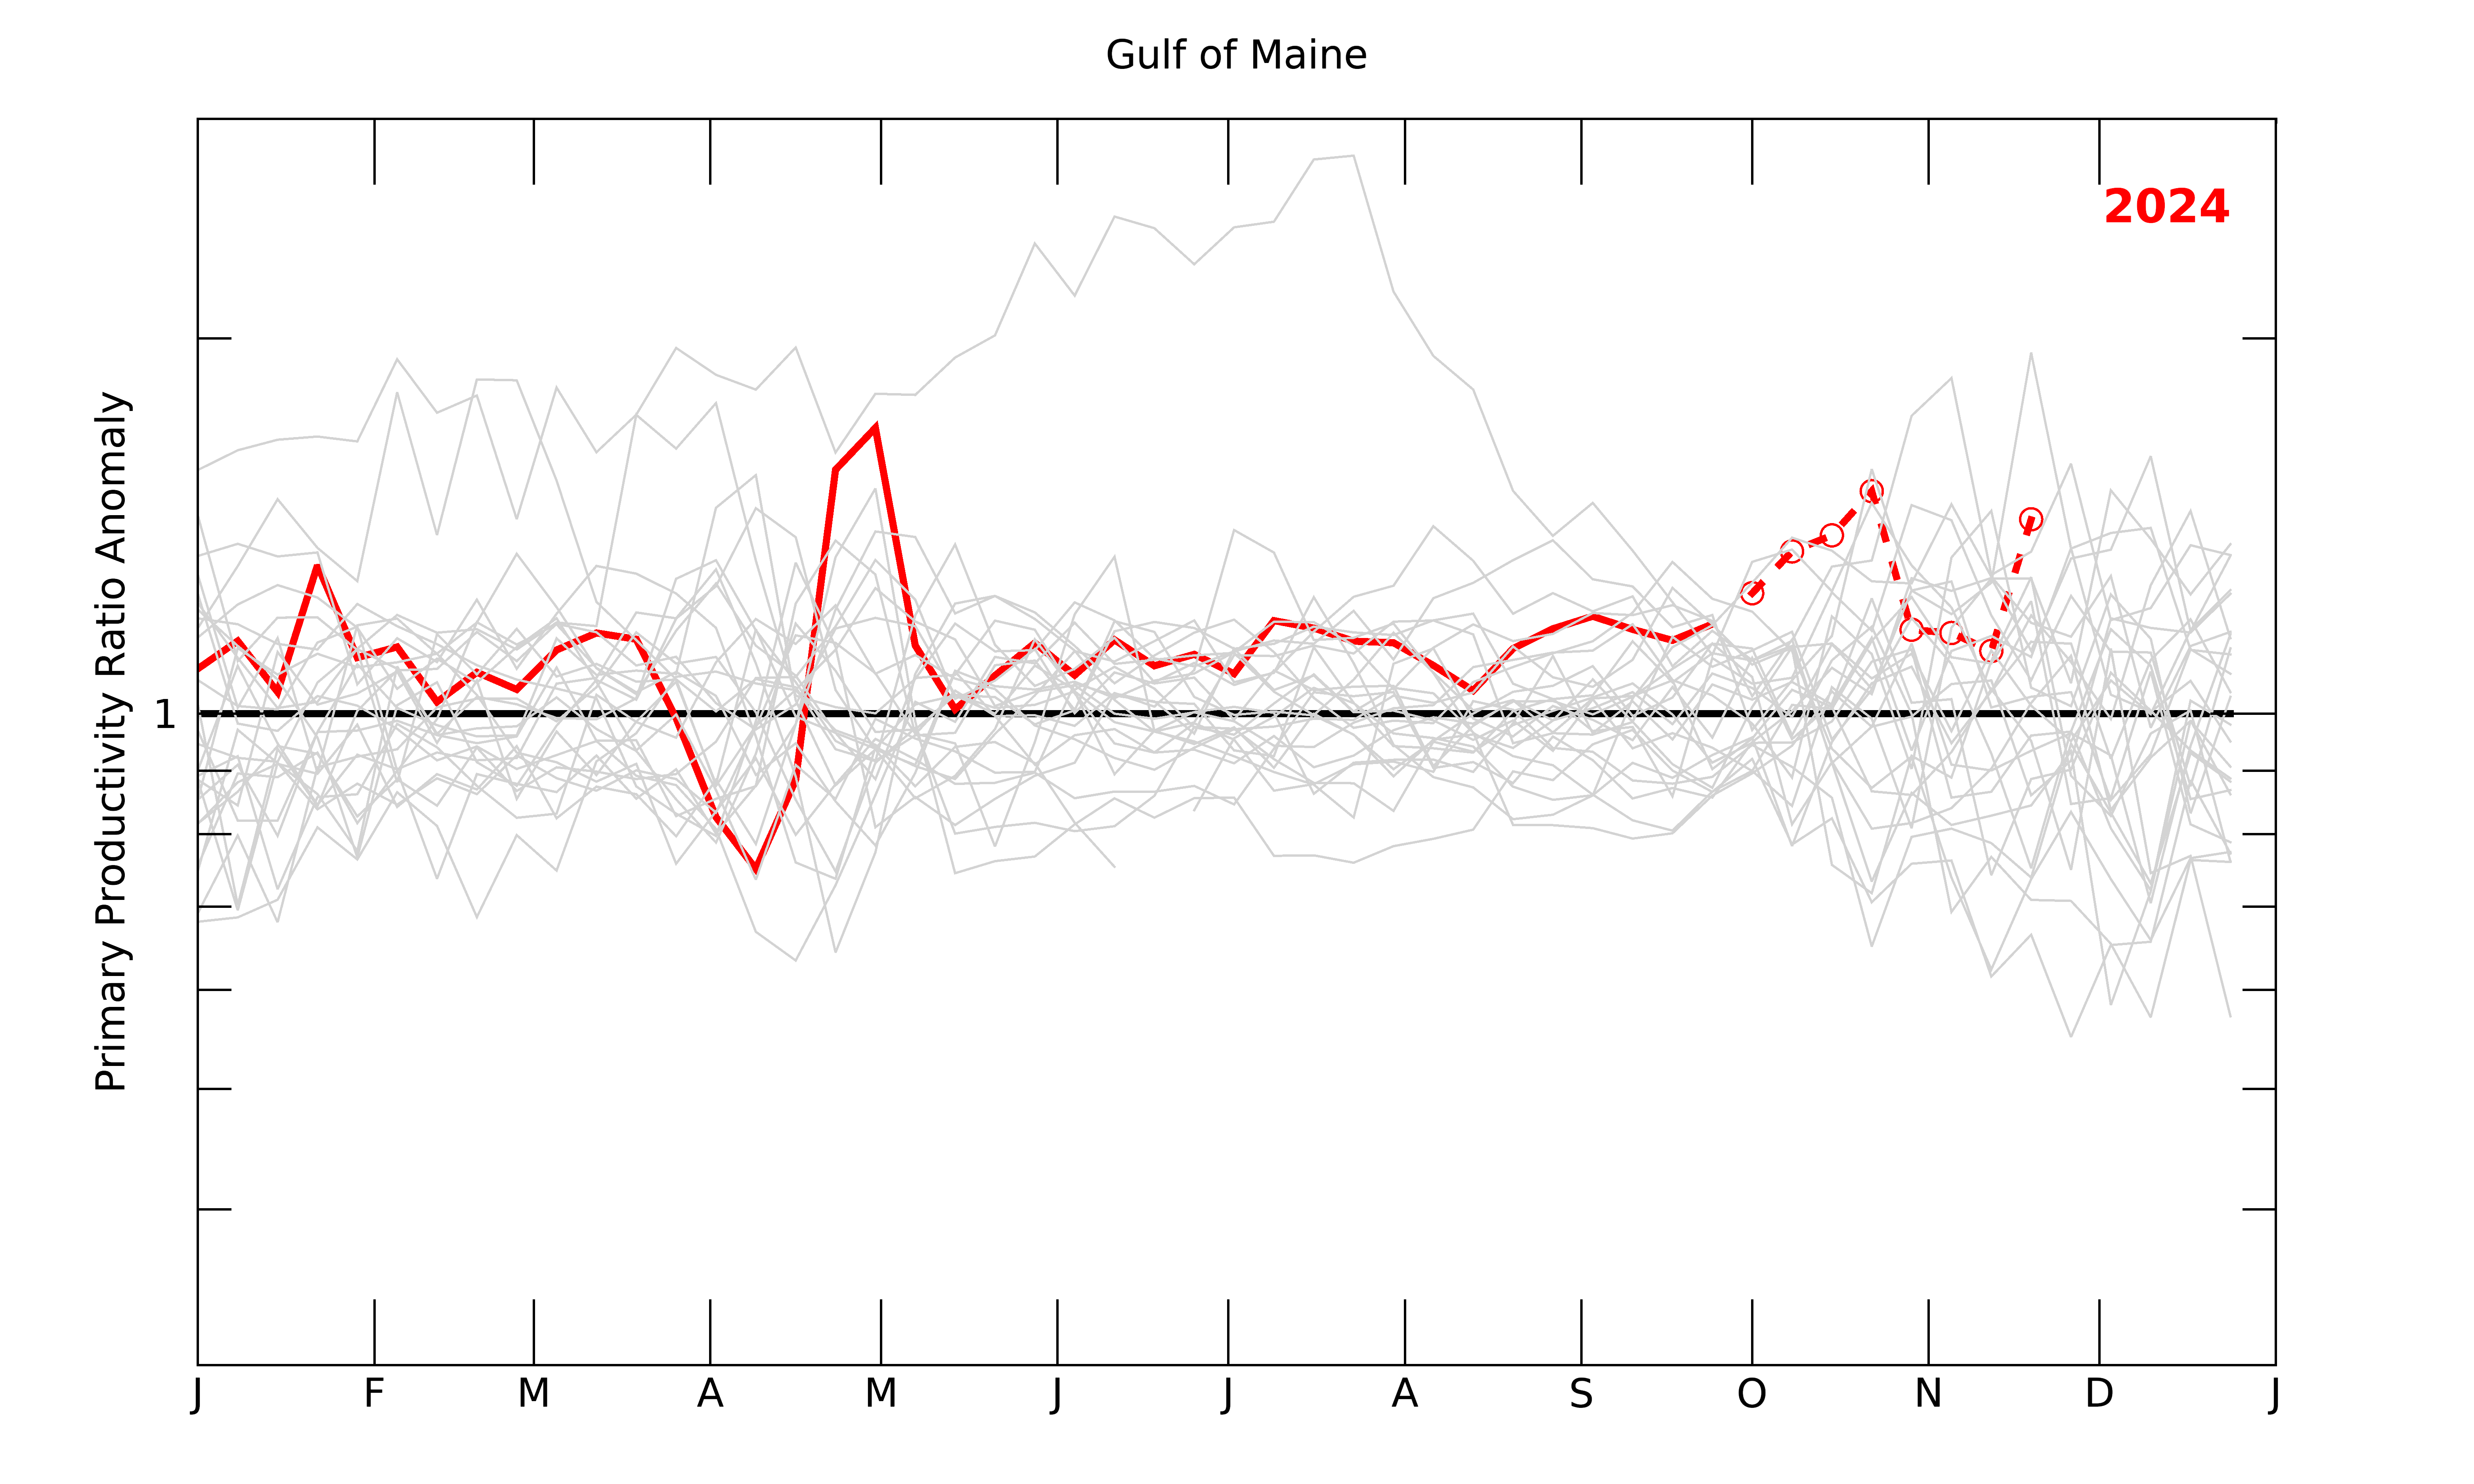 Gulf of Maine
2024
Primary Productivity Ratio Anomaly
1
J F M A M J J A S O N D J